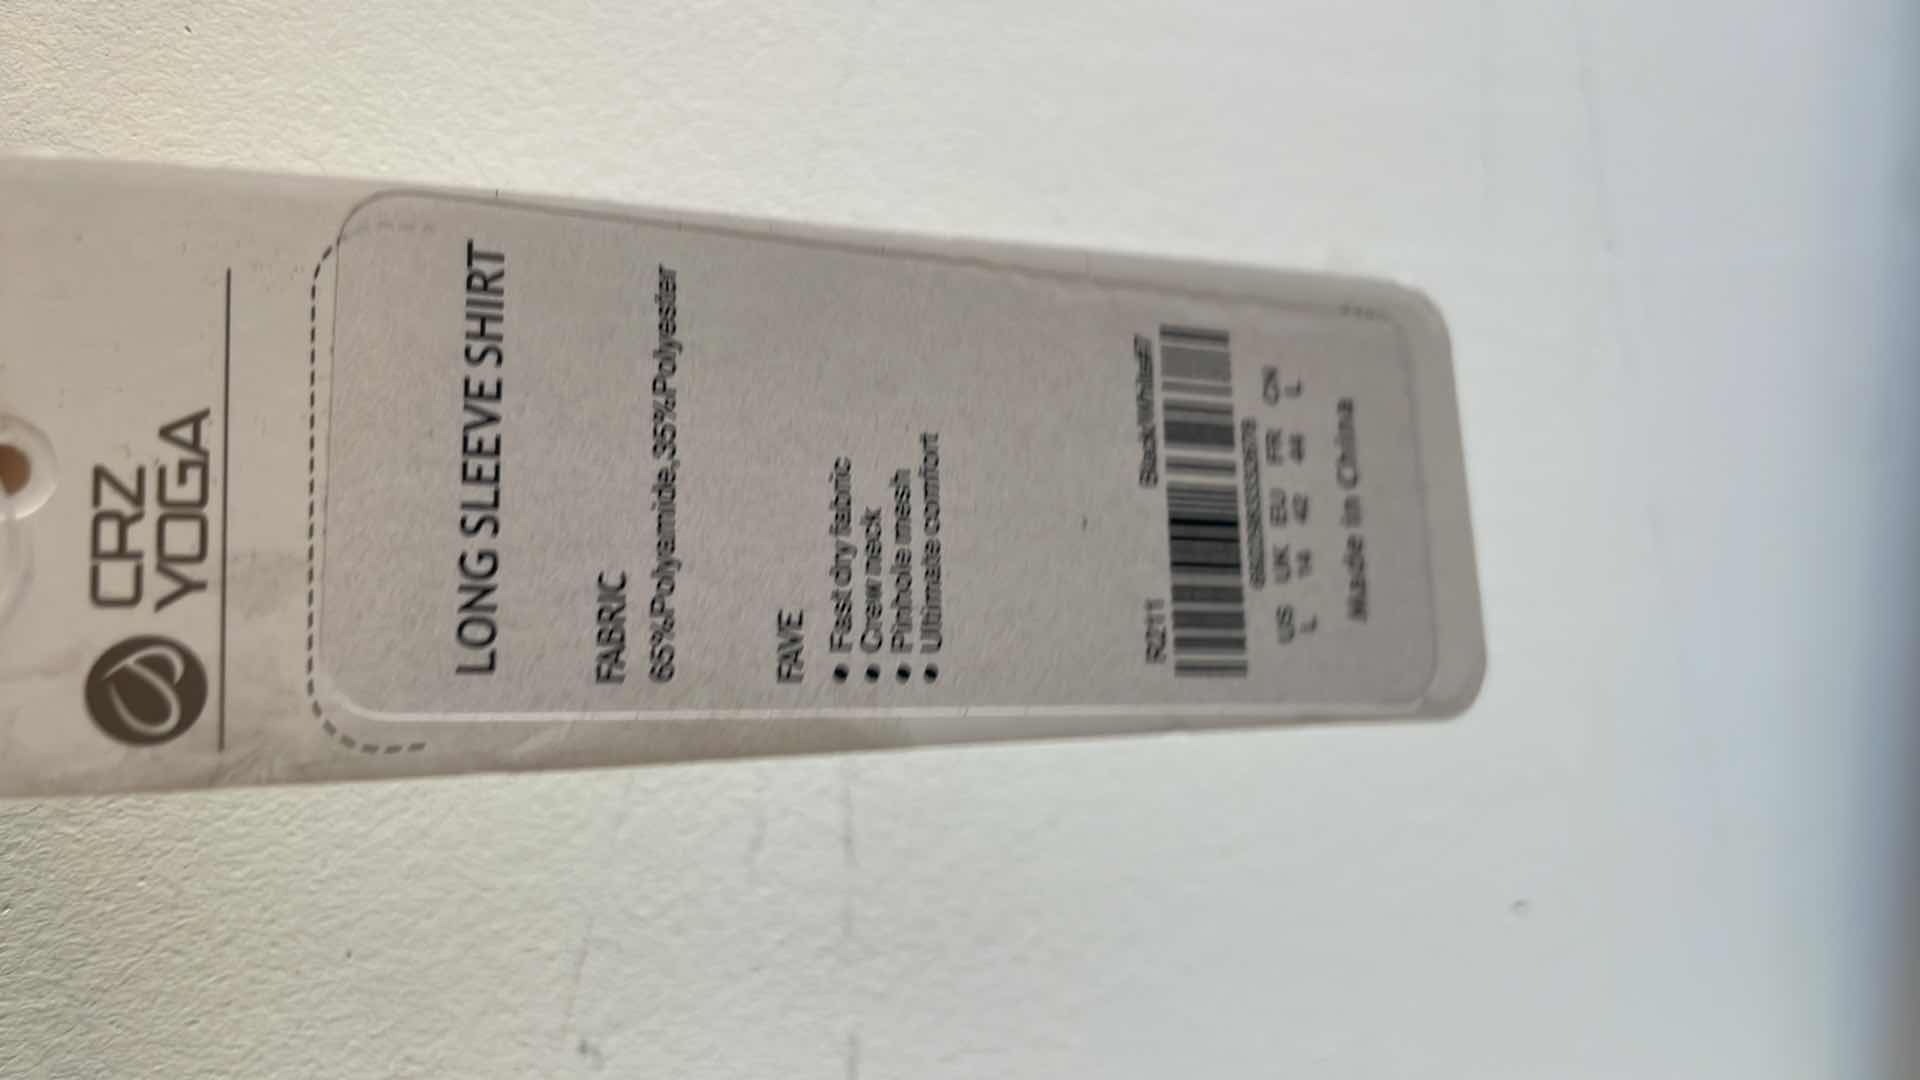 CRZ
YOGA
LONG SLEEVE SHIRT
FABRIC
65%Polyamide,35%Polyester
FAVE
• Fast dry fabric
• Crew neck
• Pinhole mesh
• Ultimate comfort
R211
US UK EU FR CN
L 14 42 44 L
Made in China